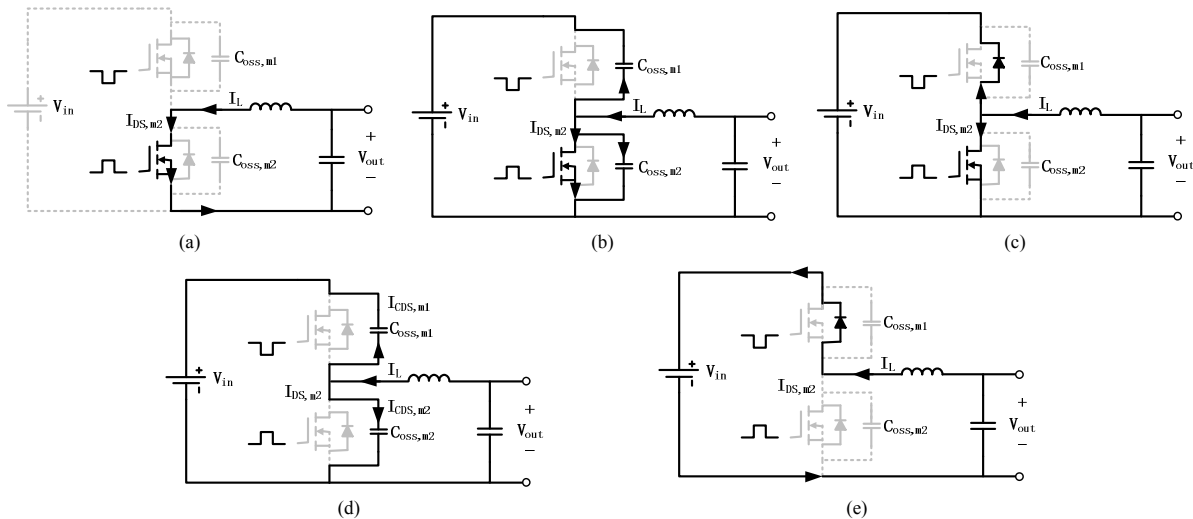 C_oss,m1
+
V_in
I_L
I_DS,m2
+
V_out
−
C_oss,m2
(a)
C_oss,m1
+
V_in
I_L
I_DS,m2
+
V_out
−
C_oss,m2
(b)
C_oss,m1
+
V_in
I_L
I_DS,m2
+
V_out
−
C_oss,m2
(c)
I_CDS,m1
C_oss,m1
+
V_in
I_L
I_DS,m2
I_CDS,m2
+
C_oss,m2
V_out
−
(d)
C_oss,m1
+
V_in
I_L
I_DS,m2
+
C_oss,m2
V_out
−
(e)